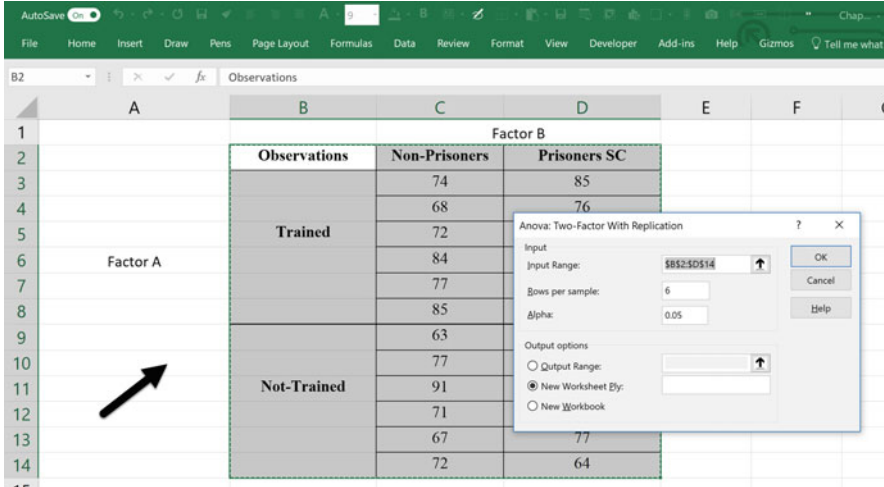 AutoSave On A 9 B Chap...
File Home Insert Draw Pens Page Layout Formulas Data Review Format View Developer Add-ins Help Gizmos Tell me what
B2 fx Observations
A B C D E F
1 Factor B
2 Observations Non-Prisoners Prisoners SC
3 74 85
4 68 76
5 Trained 72
6 Factor A 84
7 77
8 85
9 63
10 77
11 Not-Trained 91
12 71
13 67 77
14 72 64
Anova: Two-Factor With Replication ? ×
Input
Input Range: $B$2:$D$14
Rows per sample: 6
Alpha: 0.05
Output options
Output Range:
New Worksheet Ply:
New Workbook
OK
Cancel
Help